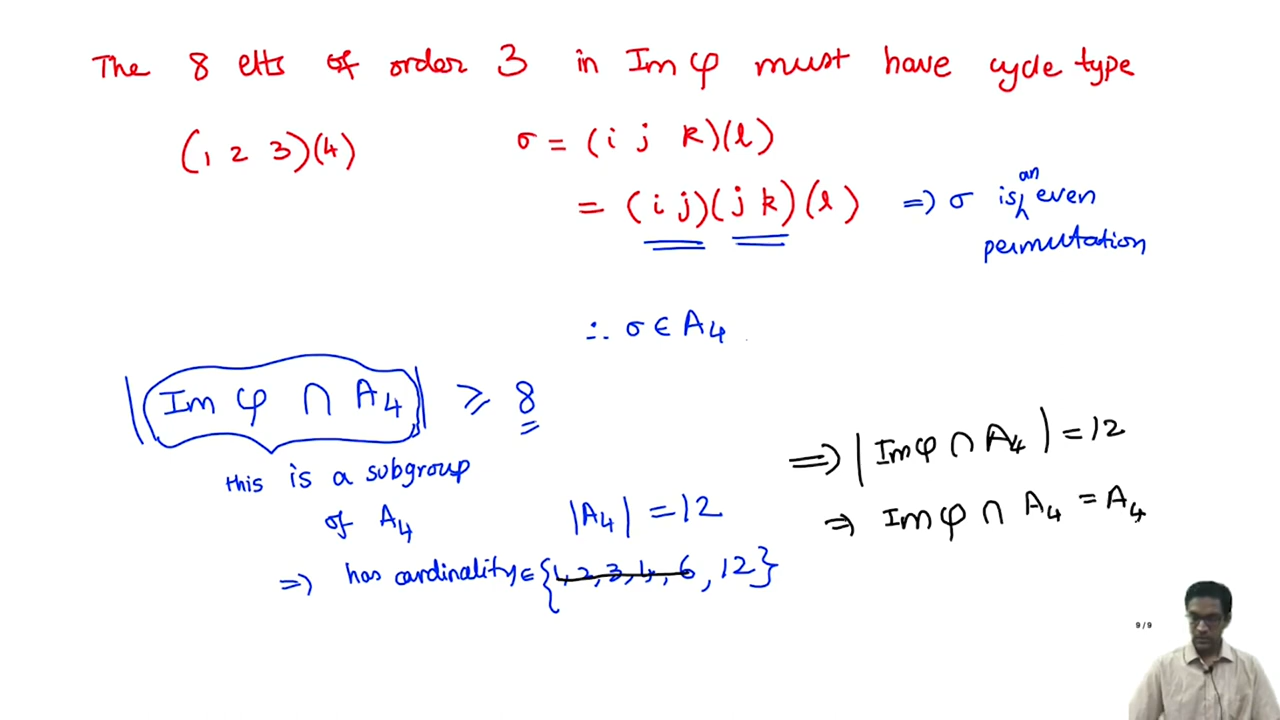 The 8 elts of order 3 in Im φ must have cycle type
(1 2 3)(4) σ = (i j k)(l)
= (i j)(j k)(l) ⇒ σ is an even
permutation
∴ σ ∈ A₄
|Im φ ∩ A₄| ≥ 8
this is a subgroup
of A₄ |A₄| = 12
⇒ has cardinality ∈ {1, 2, 3, 4, 6, 12}
⇒ |Im φ ∩ A₄| = 12
⇒ Im φ ∩ A₄ = A₄
9 / 9